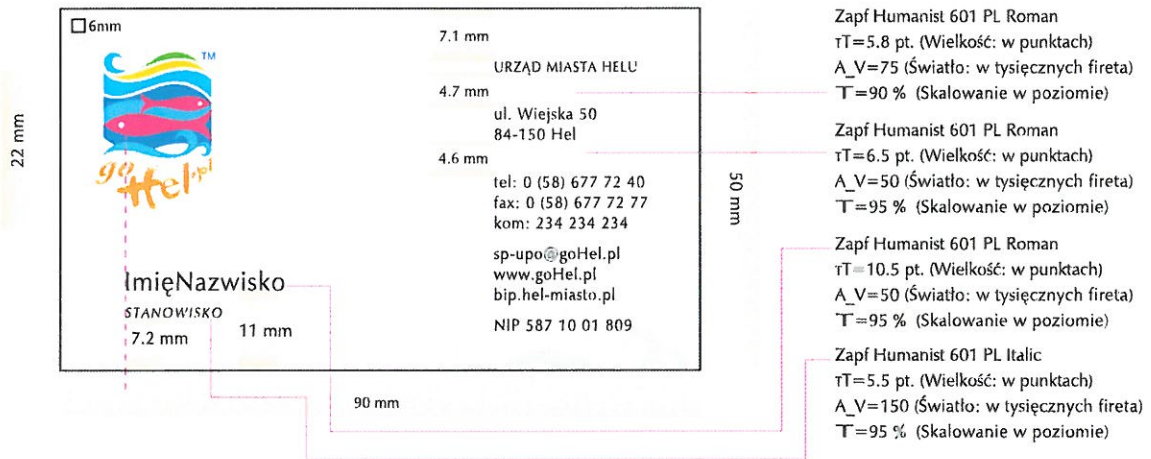 6mm
TM
go Hel.pl
22 mm
ImięNazwisko
STANOWISKO
7.2 mm
11 mm
7.1 mm
URZĄD MIASTA HELU
4.7 mm
ul. Wiejska 50
84-150 Hel
4.6 mm
tel: 0 (58) 677 72 40
fax: 0 (58) 677 72 77
kom: 234 234 234
sp-upo@goHel.pl
www.goHel.pl
bip.hel-miasto.pl
NIP 587 10 01 809
50 mm
90 mm
Zapf Humanist 601 PL Roman
тT=5.8 pt. (Wielkość: w punktach)
A_V=75 (Światło: w tysięcznych fireta)
T=90 % (Skalowanie w poziomie)
Zapf Humanist 601 PL Roman
тT=6.5 pt. (Wielkość: w punktach)
A_V=50 (Światło: w tysięcznych fireta)
T=95 % (Skalowanie w poziomie)
Zapf Humanist 601 PL Roman
тT=10.5 pt. (Wielkość: w punktach)
A_V=50 (Światło: w tysięcznych fireta)
T=95 % (Skalowanie w poziomie)
Zapf Humanist 601 PL Italic
тT=5.5 pt. (Wielkość: w punktach)
A_V=150 (Światło: w tysięcznych fireta)
T=95 % (Skalowanie w poziomie)